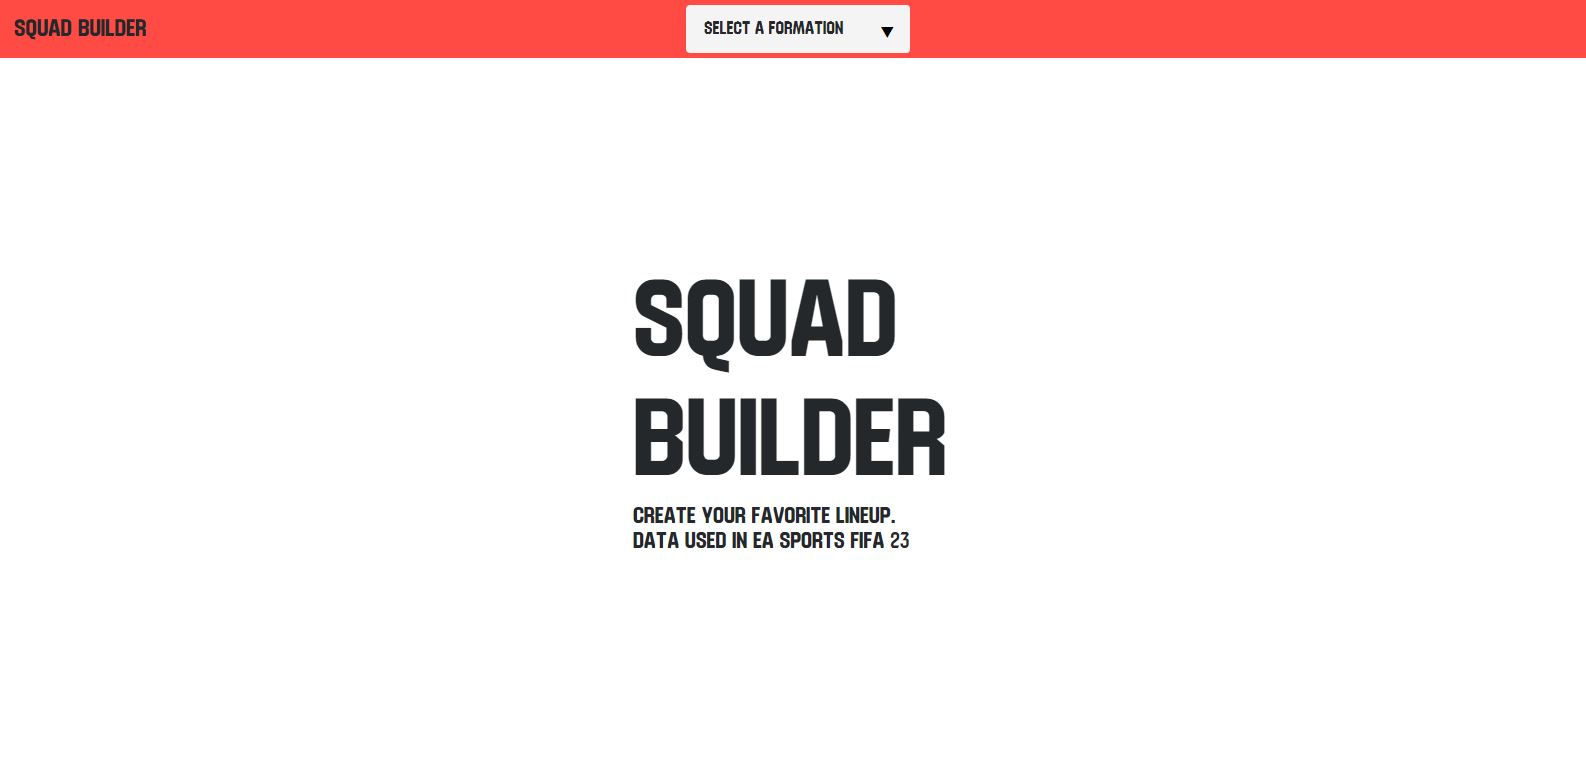 SQUAD BUILDER
SELECT A FORMATION
SQUAD
BUILDER
CREATE YOUR FAVORITE LINEUP.
DATA USED IN EA SPORTS FIFA 23